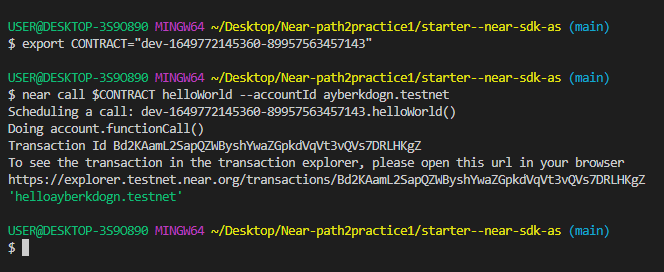 USER@DESKTOP-3S9O890 MINGW64 ~/Desktop/Near-path2practice1/starter--near-sdk-as (main)
$ export CONTRACT="dev-1649772145360-89957563457143"
USER@DESKTOP-3S9O890 MINGW64 ~/Desktop/Near-path2practice1/starter--near-sdk-as (main)
$ near call $CONTRACT helloWorld --accountId ayberkdogn.testnet
Scheduling a call: dev-1649772145360-89957563457143.helloWorld()
Doing account.functionCall()
Transaction Id Bd2KAamL2SapQZWByshYwaZGpkdVqVt3vQVs7DRLHKgZ
To see the transaction in the transaction explorer, please open this url in your browser
https://explorer.testnet.near.org/transactions/Bd2KAamL2SapQZWByshYwaZGpkdVqVt3vQVs7DRLHKgZ
'helloayberkdogn.testnet'
USER@DESKTOP-3S9O890 MINGW64 ~/Desktop/Near-path2practice1/starter--near-sdk-as (main)
$